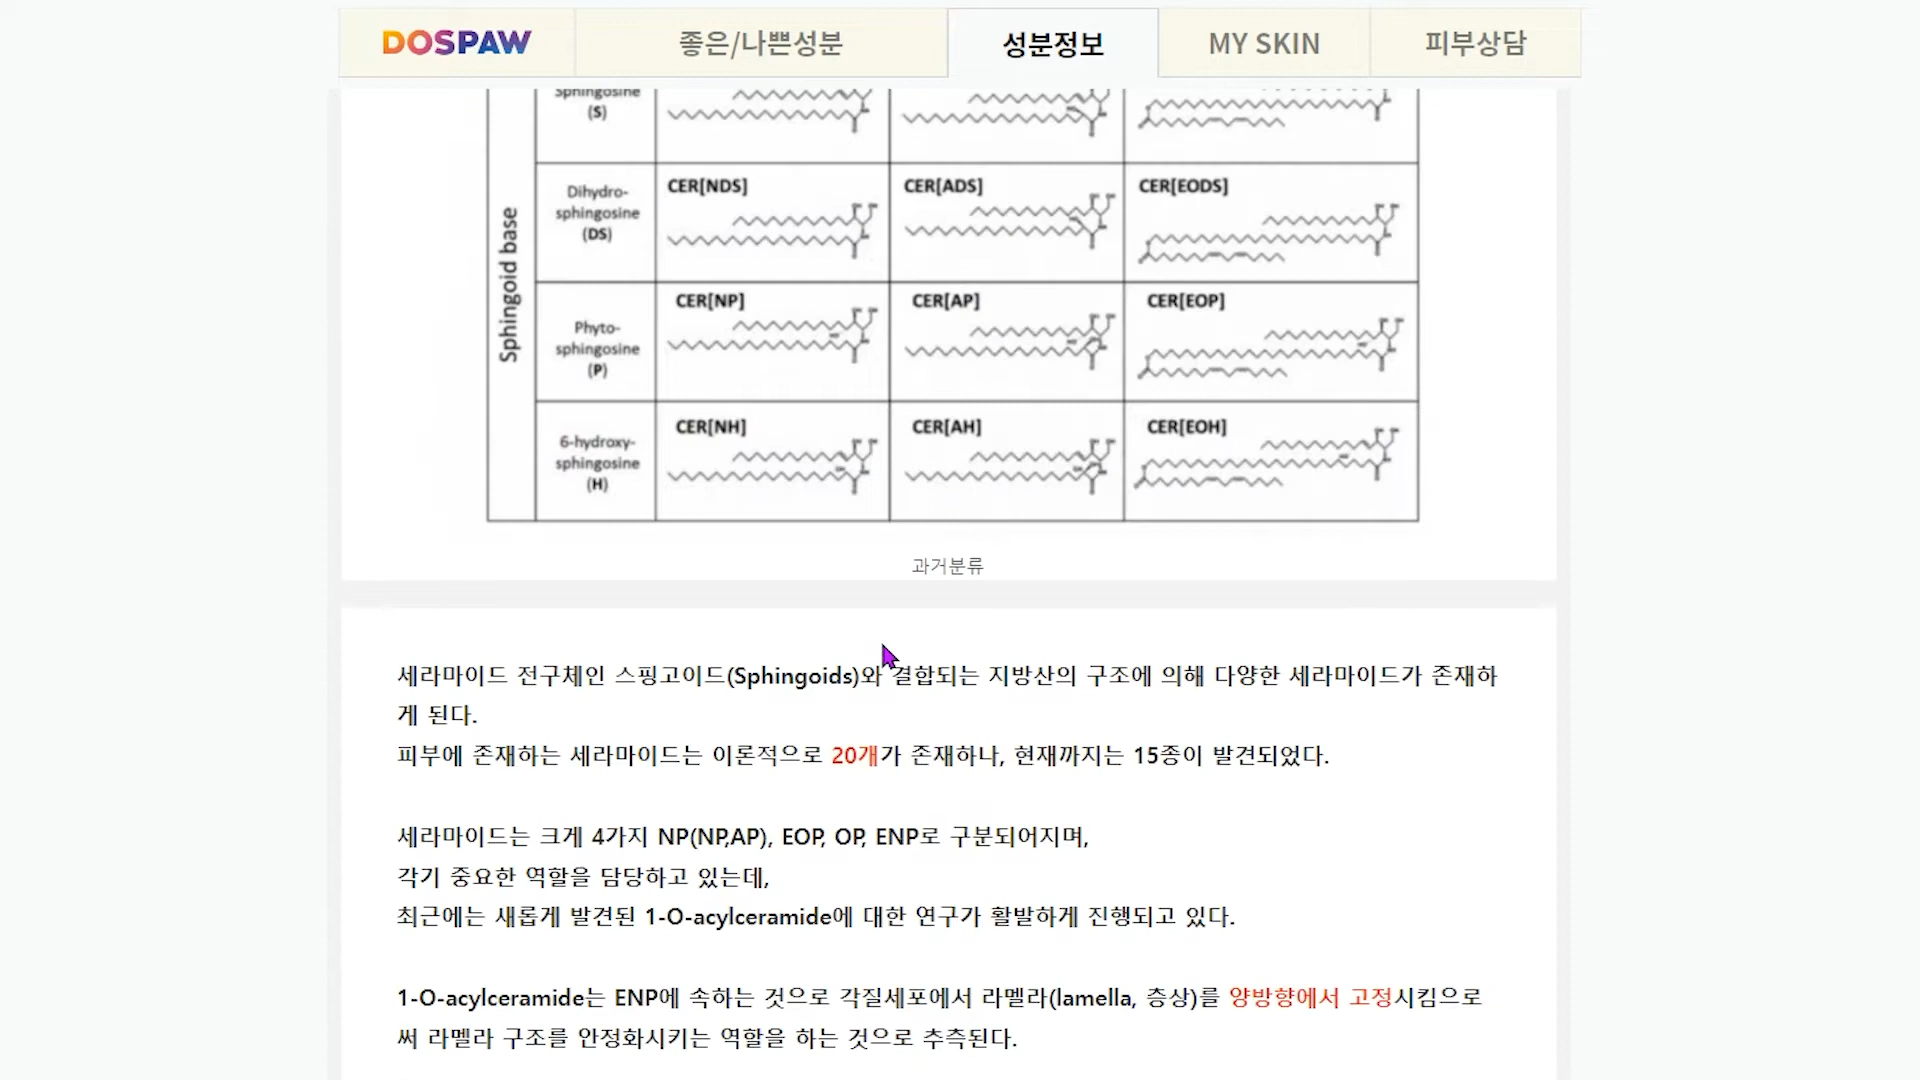 DOSPAW
좋은/나쁜성분
성분정보
MY SKIN
피부상담
Sphingoid base
Sphingosine
(S)
Dihydro-
sphingosine
(DS)
CER[NDS]
CER[ADS]
CER[EODS]
Phyto-
sphingosine
(P)
CER[NP]
CER[AP]
CER[EOP]
6-hydroxy-
sphingosine
(H)
CER[NH]
CER[AH]
CER[EOH]
과거분류
세라마이드 전구체인 스핑고이드(Sphingoids)와 결합되는 지방산의 구조에 의해 다양한 세라마이드가 존재하
게 된다.
피부에 존재하는 세라마이드는 이론적으로 20개가 존재하나, 현재까지는 15종이 발견되었다.
세라마이드는 크게 4가지 NP(NP,AP), EOP, OP, ENP로 구분되어지며,
각기 중요한 역할을 담당하고 있는데,
최근에는 새롭게 발견된 1-O-acylceramide에 대한 연구가 활발하게 진행되고 있다.
1-O-acylceramide는 ENP에 속하는 것으로 각질세포에서 라멜라(lamella, 층상)를 양방향에서 고정시킴으로
써 라멜라 구조를 안정화시키는 역할을 하는 것으로 추측된다.